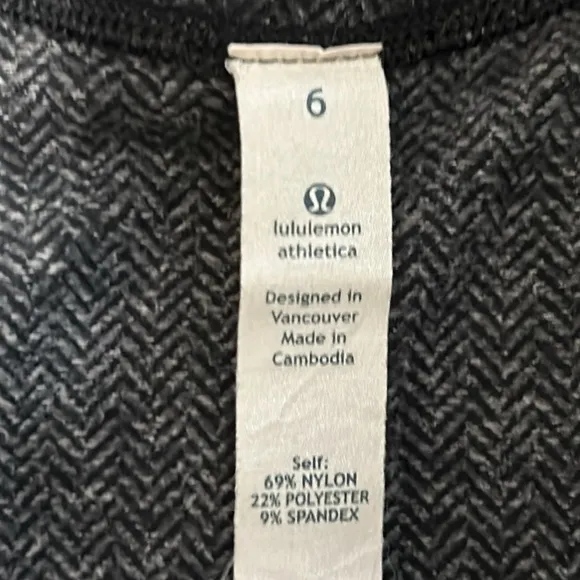 6
lululemon
athletica
Designed in
Vancouver
Made in
Cambodia
Self:
69% NYLON
22% POLYESTER
9% SPANDEX